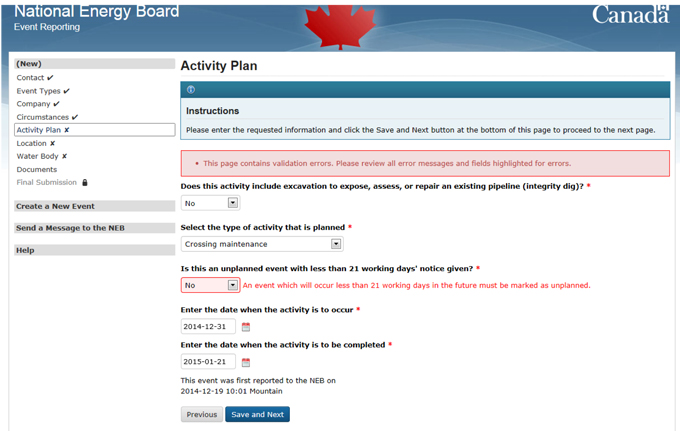 National Energy Board
Event Reporting
Canada
(New)
Contact ✔
Event Types ✔
Company ✔
Circumstances ✔
Activity Plan ✘
Location ✘
Water Body ✘
Documents
Final Submission
Create a New Event
Send a Message to the NEB
Help
Activity Plan
Instructions
Please enter the requested information and click the Save and Next button at the bottom of this page to proceed to the next page.
• This page contains validation errors. Please review all error messages and fields highlighted for errors.
Does this activity include excavation to expose, assess, or repair an existing pipeline (integrity dig)? *
No
Select the type of activity that is planned *
Crossing maintenance
Is this an unplanned event with less than 21 working days' notice given? *
No An event which will occur less than 21 working days in the future must be marked as unplanned.
Enter the date when the activity is to occur *
2014-12-31
Enter the date when the activity is to be completed *
2015-01-21
This event was first reported to the NEB on
2014-12-19 10:01 Mountain
Previous Save and Next